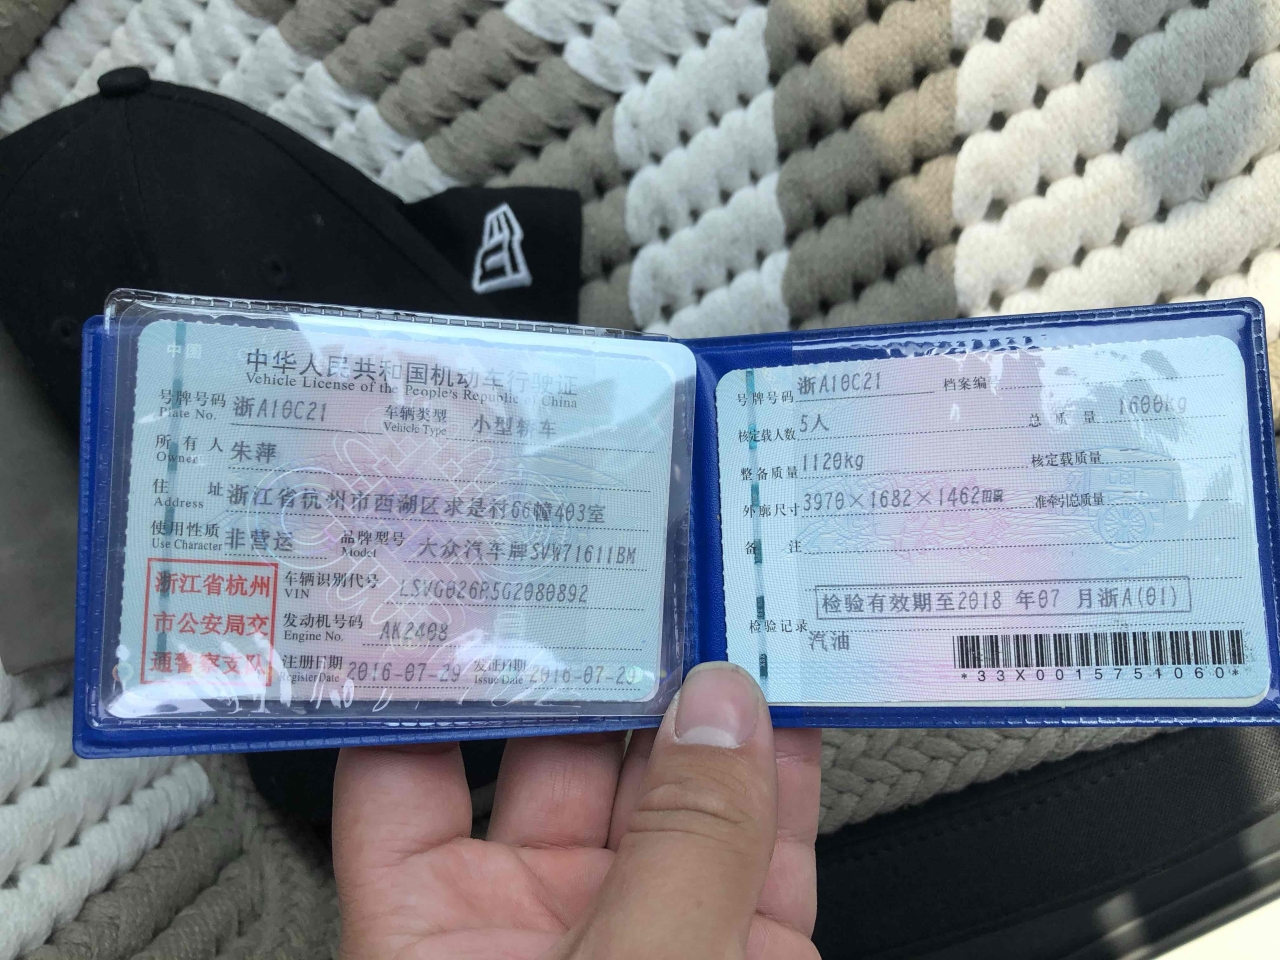 中国
中华人民共和国机动车行驶证
Vehicle License of the People's Republic of China
号牌号码 浙A10C21 车辆类型 小型轿车
Plate No. Vehicle Type
所有人 朱萍
Owner
住址 浙江省杭州市西湖区求是村66幢403室
Address
使用性质 非营运 品牌型号 大众汽车牌SVW71611BM
Use Character Model
浙江省杭州
市公安局交
通警察支队
车辆识别代号 LSVG026R5G2080892
VIN
发动机号码 AK2408
Engine No.
注册日期 2016-07-29 发证日期 2016-07-29
Register Date Issue Date
号牌号码 浙A10C21 档案编
核定载人数 5人 总质量 1600kg
整备质量 1120kg 核定载质量
外廓尺寸 3970×1682×1462 准牵引总质量
备注
检验有效期至2018 年07 月浙A(01)
检验记录
汽油
*33X0015751060*